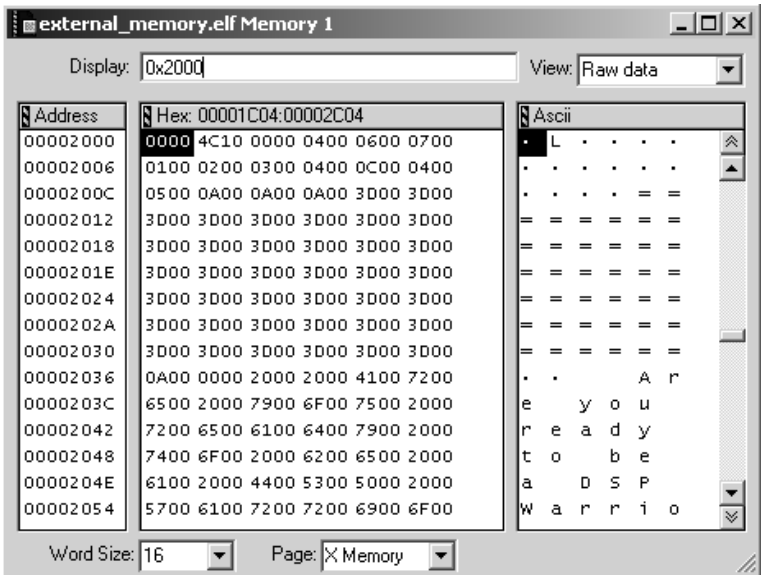 external_memory.elf Memory 1
Display: 0x2000 View: Raw data
Address Hex: 00001C04:00002C04 Ascii
00002000 0000 4C10 0000 0400 0600 0700 · L · · · ·
00002006 0100 0200 0300 0400 0C00 0400 · · · · · ·
0000200C 0500 0A00 0A00 0A00 3D00 3D00 · · · · = =
00002012 3D00 3D00 3D00 3D00 3D00 3D00 = = = = = =
00002018 3D00 3D00 3D00 3D00 3D00 3D00 = = = = = =
0000201E 3D00 3D00 3D00 3D00 3D00 3D00 = = = = = =
00002024 3D00 3D00 3D00 3D00 3D00 3D00 = = = = = =
0000202A 3D00 3D00 3D00 3D00 3D00 3D00 = = = = = =
00002030 3D00 3D00 3D00 3D00 3D00 3D00 = = = = = =
00002036 0A00 0000 2000 2000 4100 7200 · · A r
0000203C 6500 2000 7900 6F00 7500 2000 e y o u
00002042 7200 6500 6100 6400 7900 2000 r e a d y
00002048 7400 6F00 2000 6200 6500 2000 t o b e
0000204E 6100 2000 4400 5300 5000 2000 a D S P
00002054 5700 6100 7200 7200 6900 6F00 W a r r i o
Word Size: 16 Page: X Memory